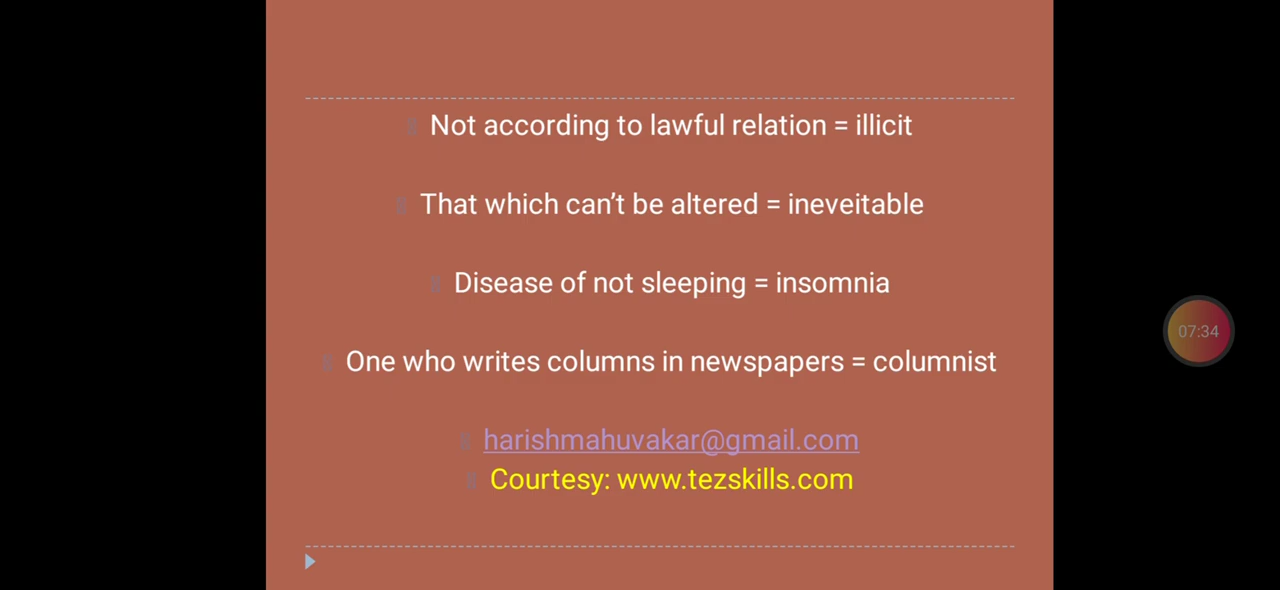 Not according to lawful relation = illicit
That which can't be altered = ineveitable
Disease of not sleeping = insomnia
One who writes columns in newspapers = columnist
harishmahuvakar@gmail.com
Courtesy: www.tezskills.com
07:34